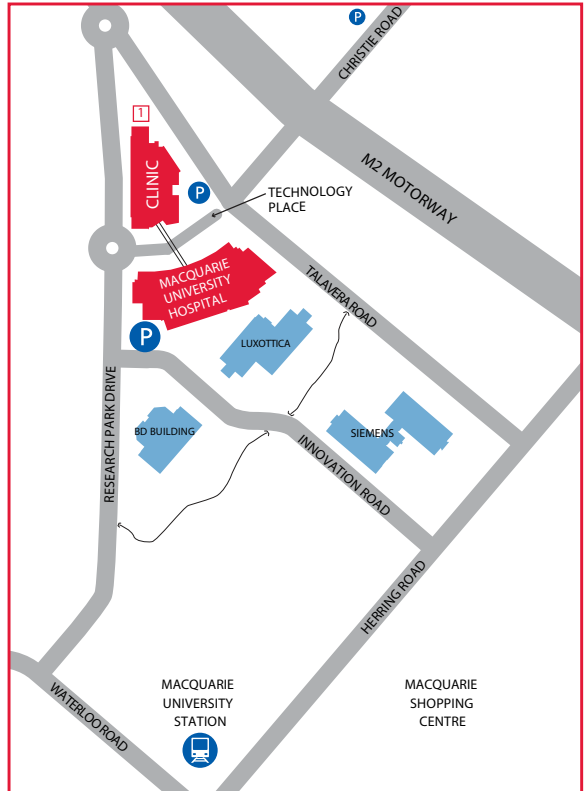 P
CHRISTIE ROAD
1
CLINIC
M2 MOTORWAY
P
TECHNOLOGY
PLACE
MACQUARIE
UNIVERSITY
HOSPITAL
TALAVERA ROAD
P
LUXOTTICA
RESEARCH PARK DRIVE
BD BUILDING
SIEMENS
INNOVATION ROAD
HERRING ROAD
WATERLOO ROAD
MACQUARIE
UNIVERSITY
STATION
MACQUARIE
SHOPPING
CENTRE